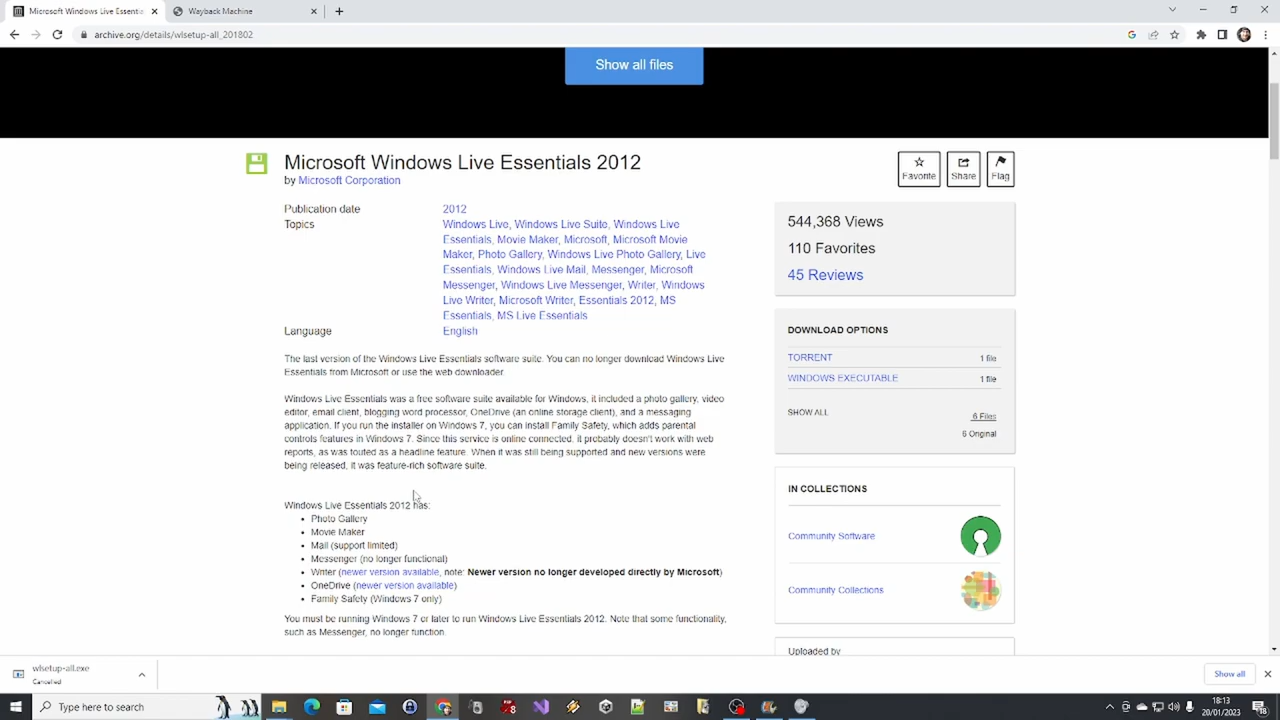 Microsoft Windows Live Essentia
Wayback Machine
archive.org/details/wlsetup-all_201802
Show all files
Microsoft Windows Live Essentials 2012
by Microsoft Corporation
Favorite
Share
Flag
Publication date 2012
Topics Windows Live, Windows Live Suite, Windows Live
Essentials, Movie Maker, Microsoft, Microsoft Movie
Maker, Photo Gallery, Windows Live Photo Gallery, Live
Essentials, Windows Live Mail, Messenger, Microsoft
Messenger, Windows Live Messenger, Writer, Windows
Live Writer, Microsoft Writer, Essentials 2012, MS
Essentials, MS Live Essentials
Language English
The last version of the Windows Live Essentials software suite. You can no longer download Windows Live
Essentials from Microsoft or use the web downloader.
Windows Live Essentials was a free software suite available for Windows, it included a photo gallery, video
editor, email client, blogging word processor, OneDrive (an online storage client), and a messaging
application. If you run the installer on Windows 7, you can install Family Safety, which adds parental
controls features in Windows 7. Since this service is online connected, it probably doesn't work with web
reports, as was touted as a headline feature. When it was still being supported and new versions were
being released, it was feature-rich software suite.
Windows Live Essentials 2012 has:
• Photo Gallery
• Movie Maker
• Mail (support limited)
• Messenger (no longer functional)
• Writer (newer version available, note: Newer version no longer developed directly by Microsoft)
• OneDrive (newer version available)
• Family Safety (Windows 7 only)
You must be running Windows 7 or later to run Windows Live Essentials 2012. Note that some functionality,
such as Messenger, no longer function
544,368 Views
110 Favorites
45 Reviews
DOWNLOAD OPTIONS
TORRENT 1 file
WINDOWS EXECUTABLE 1 file
SHOW ALL 6 Files
6 Original
IN COLLECTIONS
Community Software
Community Collections
Uploaded by
wlsetup-all.exe
Cancelled
Show all
Type here to search
18:13
20/01/2023
18